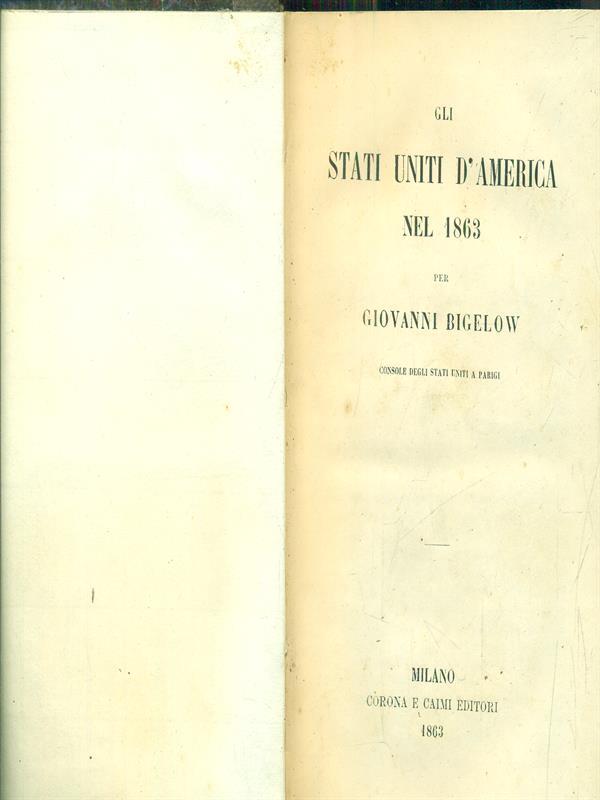 GLI
STATI UNITI D'AMERICA
NEL 1863
PER
GIOVANNI BIGELOW
CONSOLE DEGLI STATI UNITI A PARIGI
MILANO
CORONA E CAIMI EDITORI
1863